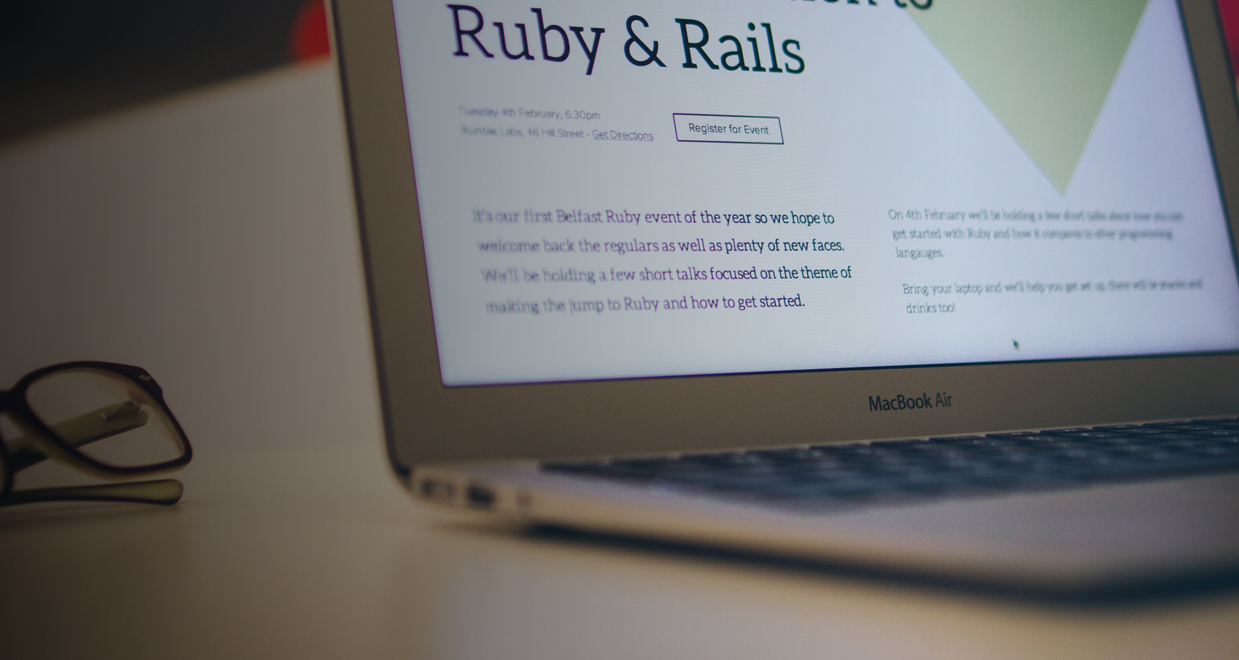 to
Ruby & Rails
Tuesday 4th February, 6.30pm
Rumble Labs, 46 Hill Street - Get Directions
Register for Event
It's our first Belfast Ruby event of the year so we hope to
welcome back the regulars as well as plenty of new faces.
We'll be holding a few short talks focused on the theme of
making the jump to Ruby and how to get started.
On 4th February we'll be holding a few short talks about how you can
get started with Ruby and how it compares to other programming
langauges.
Bring your laptop and we'll help you get set up, there will be snacks and
drinks too!
MacBook Air